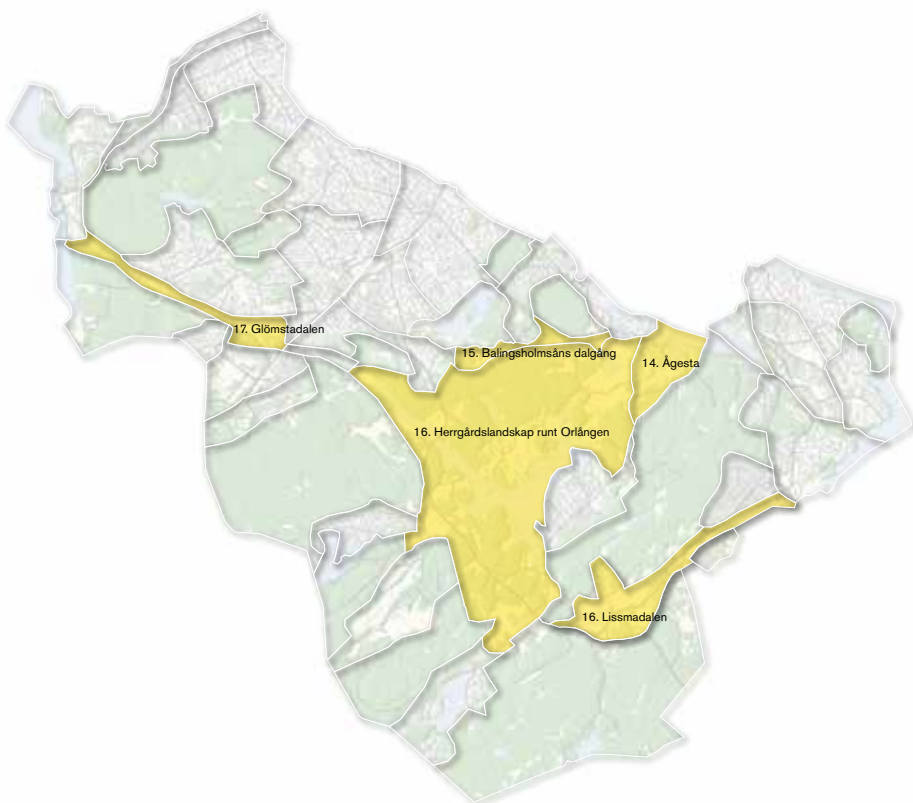 17. Glömstadalen
15. Balingsholmsåns dalgång
14. Ågesta
16. Herrgårdslandskap runt Orlången
16. Lissmadalen